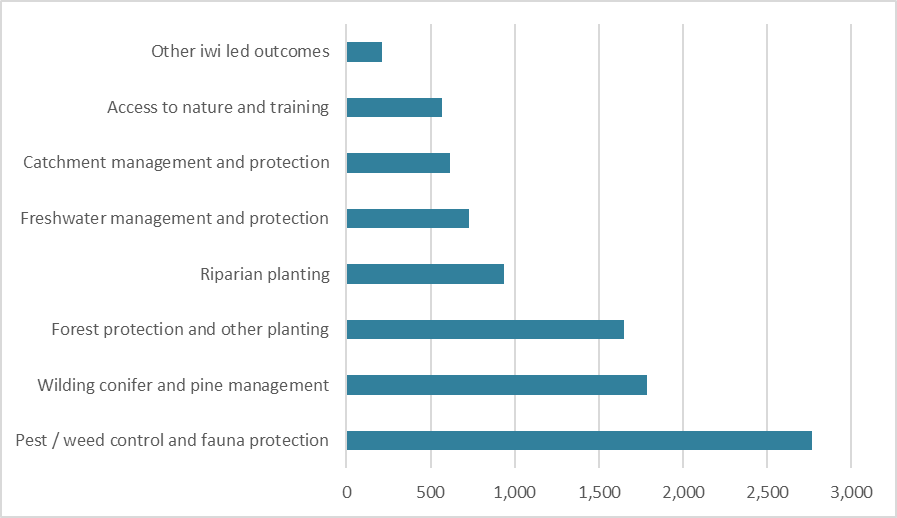 Other iwi led outcomes
Access to nature and training
Catchment management and protection
Freshwater management and protection
Riparian planting
Forest protection and other planting
Wilding conifer and pine management
Pest / weed control and fauna protection
0 500 1,000 1,500 2,000 2,500 3,000